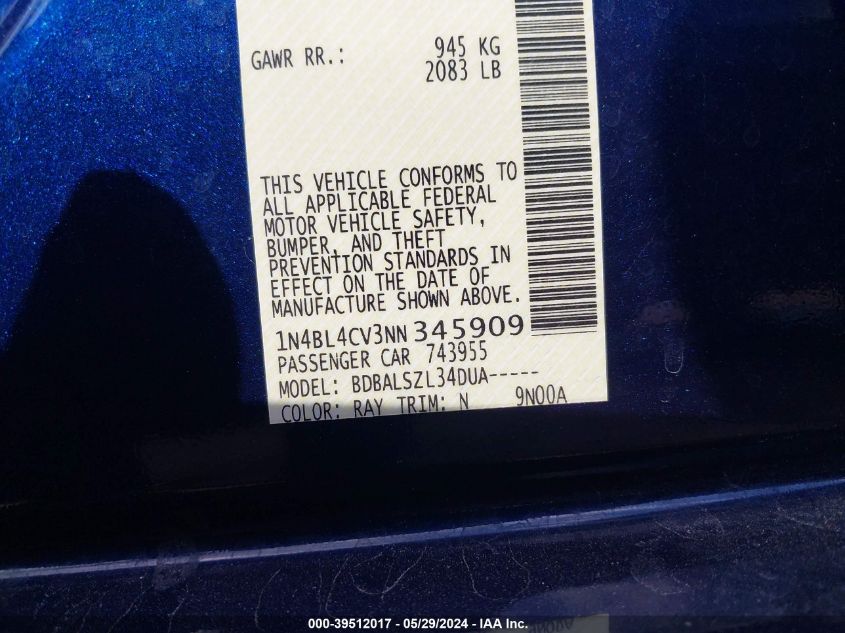 GAWR RR.: 945 KG
2083 LB
THIS VEHICLE CONFORMS TO
ALL APPLICABLE FEDERAL
MOTOR VEHICLE SAFETY,
BUMPER, AND THEFT
PREVENTION STANDARDS IN
EFFECT ON THE DATE OF
MANUFACTURE SHOWN ABOVE.
1N4BL4CV3NN345909
PASSENGER CAR 743955
MODEL: BDBALSZL34DUA-----
COLOR: RAY TRIM: N 9N00A
000-39512017 - 05/29/2024 - IAA Inc.